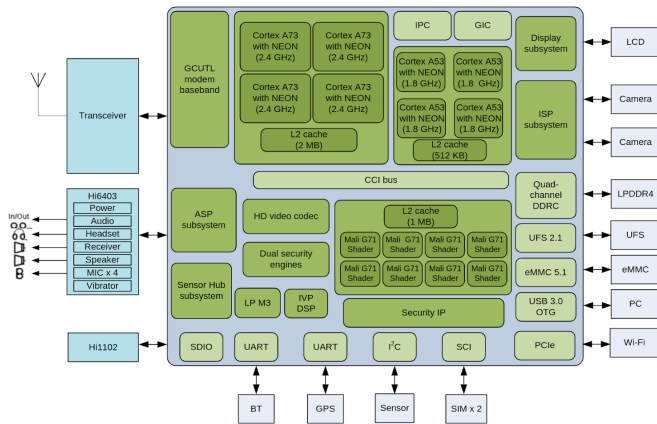 GCUTL
modem
baseband
Cortex A73
with NEON
(2.4 GHz)
Cortex A73
with NEON
(2.4 GHz)
Cortex A73
with NEON
(2.4 GHz)
Cortex A73
with NEON
(2.4 GHz)
L2 cache
(2 MB)
IPC
GIC
Cortex A53
with NEON
(1.8 GHz)
Cortex A53
with NEON
(1.8 GHz)
Cortex A53
with NEON
(1.8 GHz)
Cortex A53
with NEON
(1.8 GHz)
L2 cache
(512 KB)
Display
subsystem
ISP
subsystem
LCD
Camera
Camera
Transceiver
CCI bus
Quad-
channel
DDRC
LPDDR4
Hi6403
Power
Audio
Headset
Receiver
Speaker
MIC x 4
Vibrator
In/Out
ASP
subsystem
HD video codec
L2 cache
(1 MB)
Mali G71
Shader
Mali G71
Shader
Mali G71
Shader
Mali G71
Shader
Mali G71
Shader
Mali G71
Shader
Mali G71
Shader
Mali G71
Shader
UFS 2.1
UFS
Dual security
engines
eMMC 5.1
eMMC
Sensor Hub
subsystem
LP M3
IVP
DSP
Security IP
USB 3.0
OTG
PC
Hi1102
SDIO
UART
UART
I²C
SCI
PCIe
Wi-Fi
BT
GPS
Sensor
SIM x 2